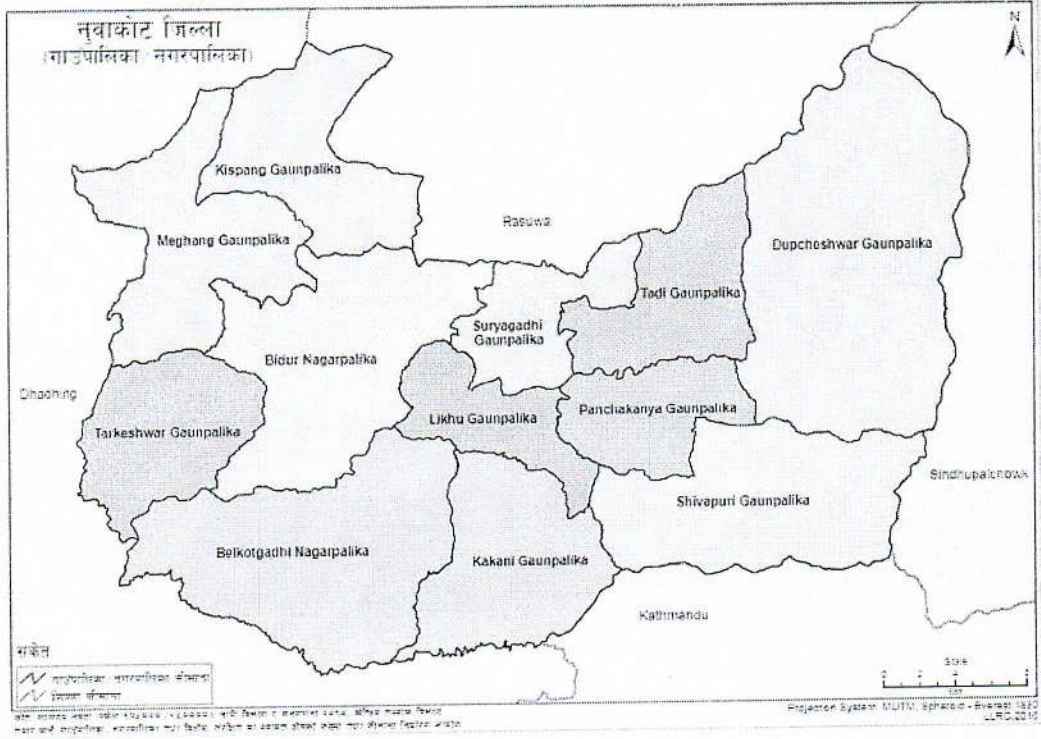 नुवाकोट जिल्ला
(गाउँपालिका/नगरपालिका)
N
Kispang Gaunpalika
Meghang Gaunpalika
Rasuwa
Dupcheshwar Gaunpalika
Tadi Gaunpalika
Suryagadhi
Gaunpalika
Bidur Nagarpalika
Dhading
Likhu Gaunpalika
Panchakanya Gaunpalika
Tarkeshwar Gaunpalika
Sindhupalchowk
Shivapuri Gaunpalika
Belkotgadhi Nagarpalika
Kakani Gaunpalika
Kathmandu
संकेत
गाउँपालिका/नगरपालिका सीमाना
जिल्ला सीमाना
Scale
Projection System: MUTM, Spheroid - Everest 1830